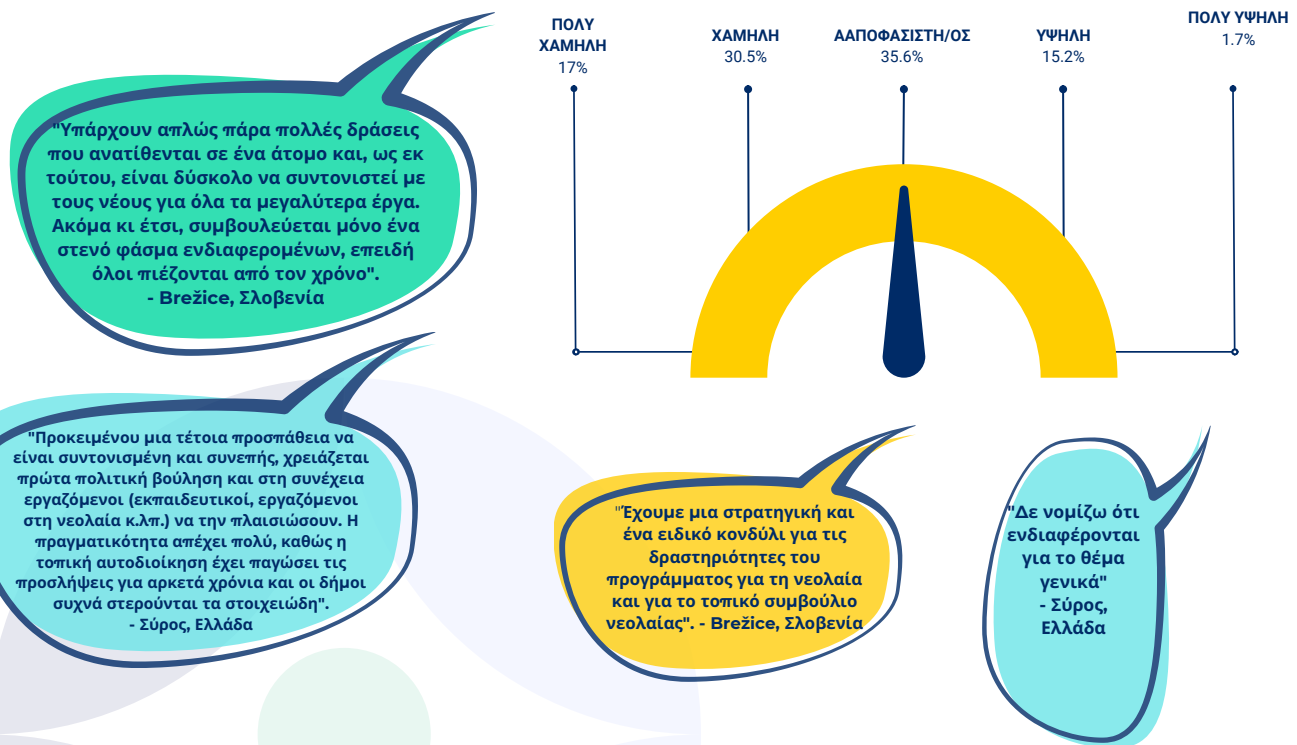 "Υπάρχουν απλώς πάρα πολλές δράσεις
που ανατίθενται σε ένα άτομο και, ως εκ
τούτου, είναι δύσκολο να συντονιστεί με
τους νέους για όλα τα μεγαλύτερα έργα.
Ακόμα κι έτσι, συμβουλεύεται μόνο ένα
στενό φάσμα ενδιαφερομένων, επειδή
όλοι πιέζονται από τον χρόνο".
- Brežice, Σλοβενία
ΠΟΛΥ
ΧΑΜΗΛΗ
17%
ΧΑΜΗΛΗ
30.5%
ΑΑΠΟΦΑΣΙΣΤΗ/ΟΣ
35.6%
ΥΨΗΛΗ
15.2%
ΠΟΛΥ ΥΨΗΛΗ
1.7%
"Προκειμένου μια τέτοια προσπάθεια να
είναι συντονισμένη και συνεπής, χρειάζεται
πρώτα πολιτική βούληση και στη συνέχεια
εργαζόμενοι (εκπαιδευτικοί, εργαζόμενοι
στη νεολαία κ.λπ.) να την πλαισιώσουν. Η
πραγματικότητα απέχει πολύ, καθώς η
τοπική αυτοδιοίκηση έχει παγώσει τις
προσλήψεις για αρκετά χρόνια και οι δήμοι
συχνά στερούνται τα στοιχειώδη".
- Σύρος, Ελλάδα
"Έχουμε μια στρατηγική και
ένα ειδικό κονδύλι για τις
δραστηριότητες του
προγράμματος για τη νεολαία
και για το τοπικό συμβούλιο
νεολαίας". - Brežice, Σλοβενία
"Δε νομίζω ότι
ενδιαφέρονται
για το θέμα
γενικά"
- Σύρος,
Ελλάδα